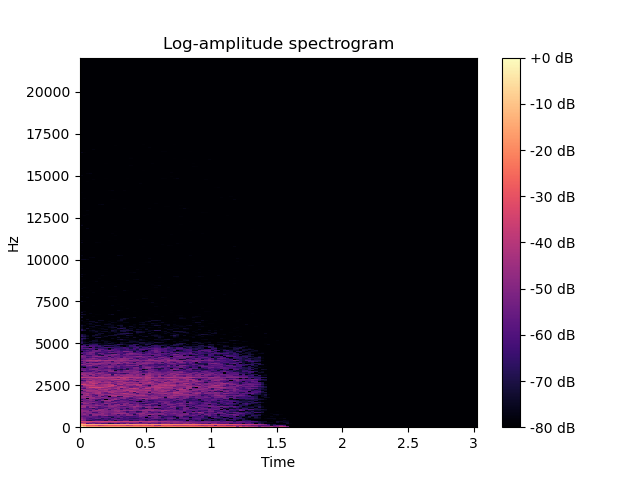 Log-amplitude spectrogram
Hz
20000
17500
15000
12500
10000
7500
5000
2500
0
0 0.5 1 1.5 2 2.5 3
Time
+0 dB
-10 dB
-20 dB
-30 dB
-40 dB
-50 dB
-60 dB
-70 dB
-80 dB